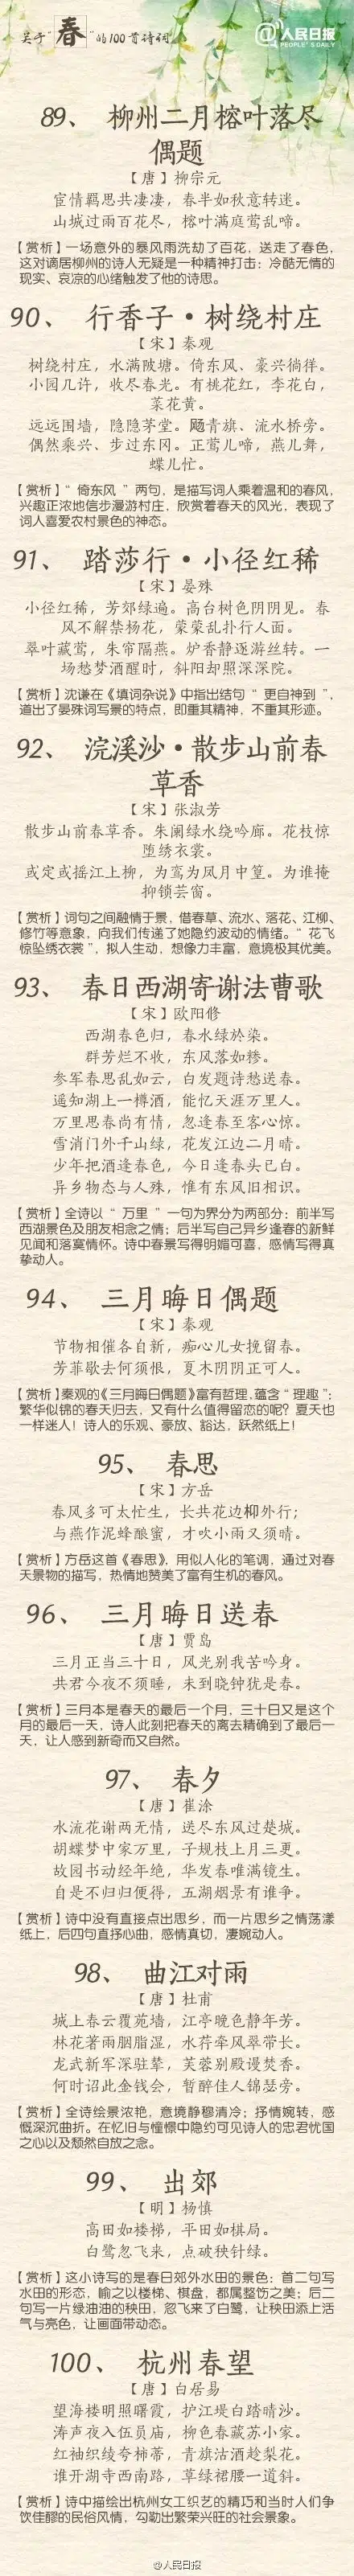 关于“春”的100首诗词
@人民日报
PEOPLE'S DAILY
89、 柳州二月榕叶落尽
偶题
【唐】柳宗元
宦情羁思共凄凄，春半如秋意转迷。
山城过雨百花尽，榕叶满庭莺乱啼。
【赏析】一场意外的暴风雨洗劫了百花，送走了春色，
这对谪居柳州的诗人无疑是一种精神打击：冷酷无情的
现实、哀凉的心绪触发了他的诗思。
90、 行香子·树绕村庄
【宋】秦观
树绕村庄，水满陂塘。倚东风、豪兴徜徉。
小园几许，收尽春光。有桃花红，李花白，
菜花黄。
远远围墙，隐隐茅堂。飏青旗、流水桥旁。
偶然乘兴、步过东冈。正莺儿啼，燕儿舞，
蝶儿忙。
【赏析】“倚东风”两句，是描写词人乘着温和的春风，
兴趣正浓地信步漫游村庄，欣赏着春天的风光，表现了
词人喜爱农村景色的神态。
91、 踏莎行·小径红稀
【宋】晏殊
小径红稀，芳郊绿遍。高台树色阴阴见。春
风不解禁杨花，蒙蒙乱扑行人面。
翠叶藏莺，朱帘隔燕。炉香静逐游丝转。一
场愁梦酒醒时，斜阳却照深深院。
【赏析】沈谦在《填词杂说》中指出结句“更自神到”，
道出了晏殊词写景的特点，即重其精神，不重其形迹。
92、 浣溪沙·散步山前春
草香
【宋】张淑芳
散步山前春草香。朱阑绿水绕吟廊。花枝惊
堕绣衣裳。
或定或摇江上柳，为鸾为凤月中篁。为谁掩
抑锁芸窗。
【赏析】词句之间融情于景，借春草、流水、落花、江柳、
修竹等意象，向我们传递了她隐约波动的情绪。“花飞
惊坠绣衣裳”，拟人生动，想像力丰富，意境极其优美。
93、 春日西湖寄谢法曹歌
【宋】欧阳修
西湖春色归，春水绿於染。
群芳烂不收，东风落如糁。
参军春思乱如云，白发题诗愁送春。
遥知湖上一樽酒，能忆天涯万里人。
万里思春尚有情，忽逢春至客心惊。
雪消门外千山绿，花发江边二月晴。
少年把酒逢春色，今日逢春头已白。
异乡物态与人殊，惟有东风旧相识。
【赏析】全诗以“万里”一句为界分为两部分：前半写
西湖景色及朋友相念之情；后半写自己异乡逢春的新鲜
见闻和落莫情怀。诗中春景写得明媚可喜，感情写得真
挚动人。
94、 三月晦日偶题
【宋】秦观
节物相催各自新，痴心儿女挽留春。
芳菲歇去何须恨，夏木阴阴正可人。
【赏析】秦观的《三月晦日偶题》富有哲理，蕴含“理趣”；
繁华似锦的春天归去，又有什么值得留恋的呢？夏天也
一样迷人！诗人的乐观、豪放、豁达，跃然纸上！
95、 春思
【宋】方岳
春风多可太忙生，长共花边柳外行；
与燕作泥蜂酿蜜，才吹小雨又须晴。
【赏析】方岳这首《春思》，用似人化的笔调，通过对春
天景物的描写，热情地赞美了富有生机的春风。
96、 三月晦日送春
【唐】贾岛
三月正当三十日，风光别我苦吟身。
共君今夜不须睡，未到晓钟犹是春。
【赏析】三月本是春天的最后一个月，三十日又是这个
月的最后一天，诗人此刻把春天的离去精确到了最后一
天，让人感到新奇而又自然。
97、 春夕
【唐】崔涂
水流花谢两无情，送尽东风过楚城。
胡蝶梦中家万里，子规枝上月三更。
故园书动经年绝，华发春唯满镜生。
自是不归归便得，五湖烟景有谁争。
【赏析】诗中没有直接点出思乡，而一片思乡之情荡漾
纸上，后四句直抒心曲，感情真切，凄婉动人。
98、 曲江对雨
【唐】杜甫
城上春云覆苑墙，江亭晚色静年芳。
林花著雨胭脂湿，水荇牵风翠带长。
龙武新军深驻辇，芙蓉别殿谩焚香。
何时诏此金钱会，暂醉佳人锦瑟旁。
【赏析】全诗绘景浓艳，意境静穆清冷；抒情婉转，感
慨深沉曲折。在忆旧与憧憬中隐约可见诗人的忠君忧国
之心以及颓然自放之念。
99、 出郊
【明】杨慎
高田如楼梯，平田如棋局。
白鹭忽飞来，点破秧针绿。
【赏析】这小诗写的是春日郊外水田的景色：首二句写
水田的形态，喻之以楼梯、棋盘，都属整饬之美；后二
句写一片绿油油的秧田，忽飞来了白鹭，让秧田添上活
气与亮色，让画面带动态。
100、 杭州春望
【唐】白居易
望海楼明照曙霞，护江堤白踏晴沙。
涛声夜入伍员庙，柳色春藏苏小家。
红袖织绫夸柿蒂，青旗沽酒趁梨花。
谁开湖寺西南路，草绿裙腰一道斜。
【赏析】诗中描绘出杭州女工织艺的精巧和当时人们争
饮佳醪的民俗风情，勾勒出繁荣兴旺的社会景象。
@人民日报